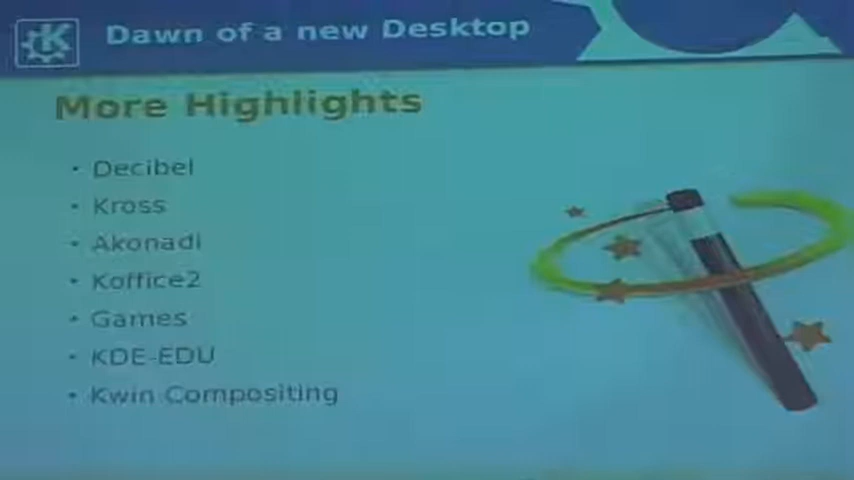 Dawn of a new Desktop
More Highlights
• Decibel
• Kross
• Akonadi
• Koffice2
• Games
• KDE-EDU
• Kwin Compositing